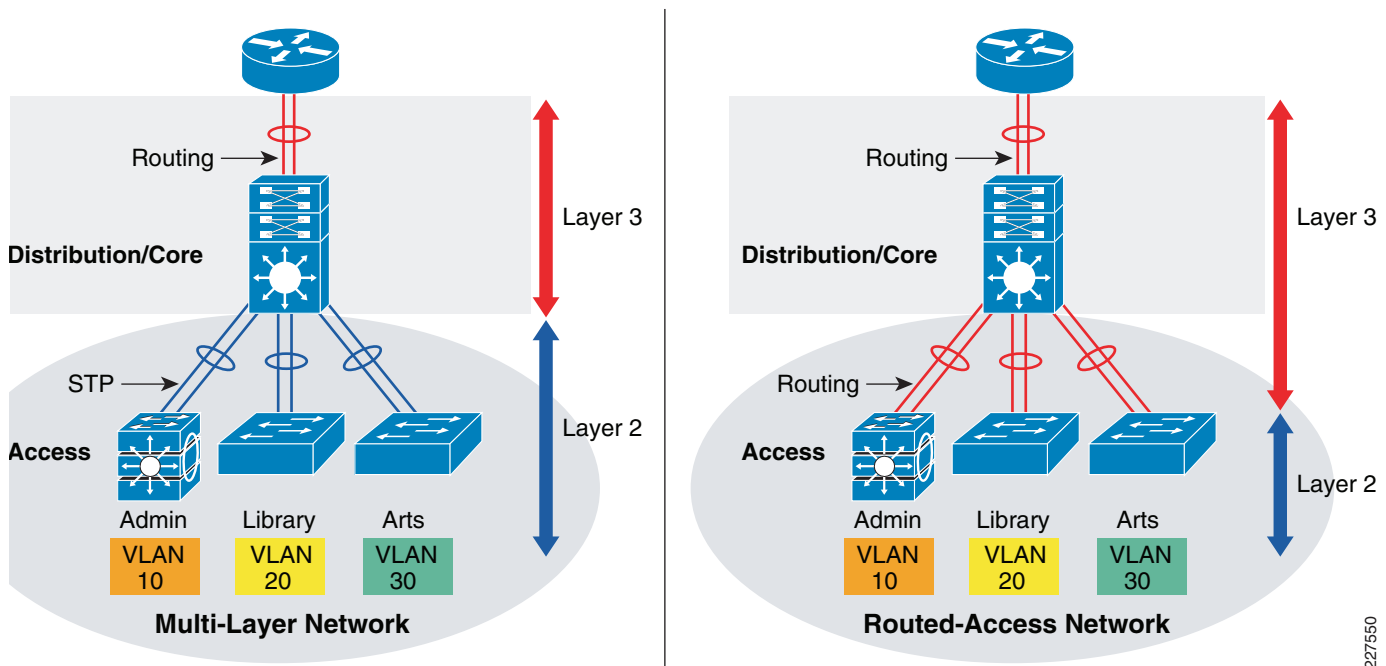 Routing
Layer 3
Distribution/Core
STP
Layer 2
Access
Admin
Library
Arts
VLAN
10
VLAN
20
VLAN
30
Multi-Layer Network
Routing
Layer 3
Distribution/Core
Routing
Access
Layer 2
Admin
Library
Arts
VLAN
10
VLAN
20
VLAN
30
Routed-Access Network
227550